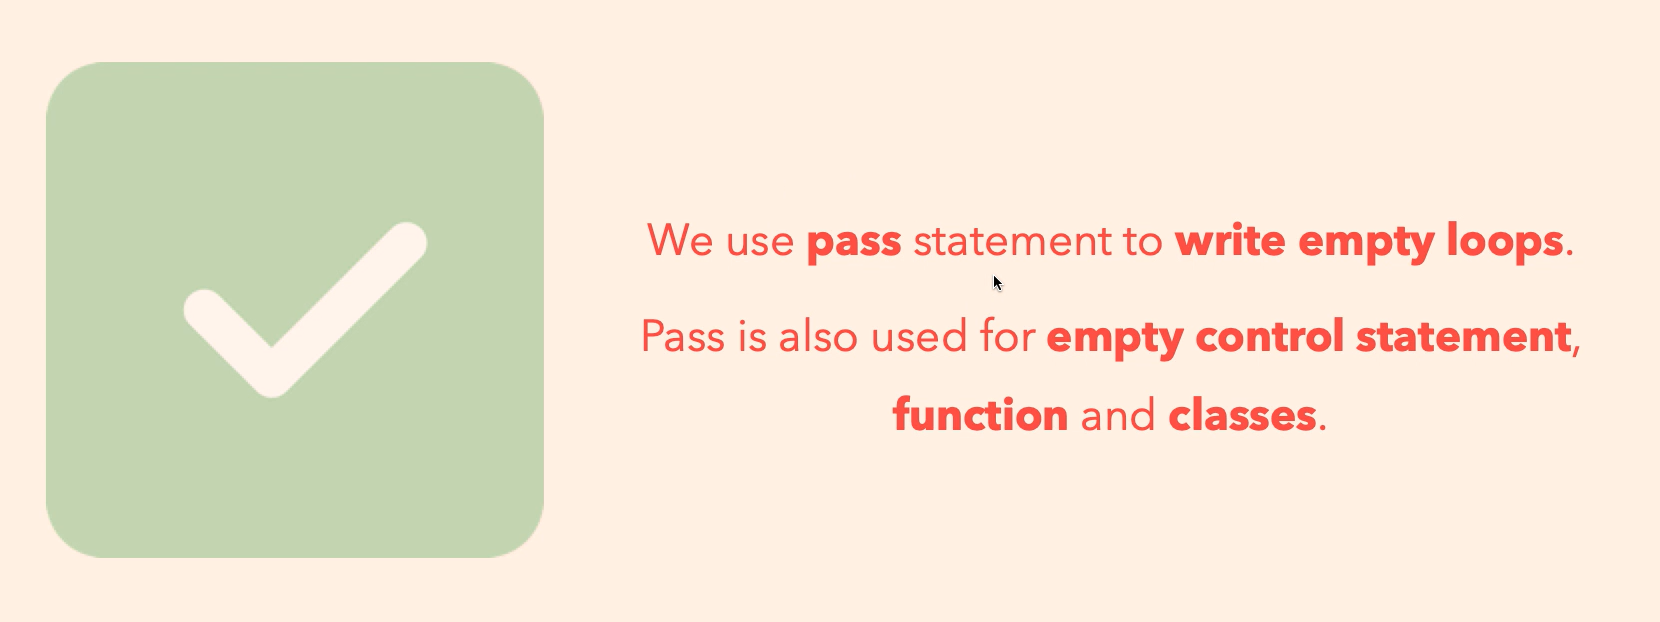 We use pass statement to write empty loops.
Pass is also used for empty control statement,
function and classes.